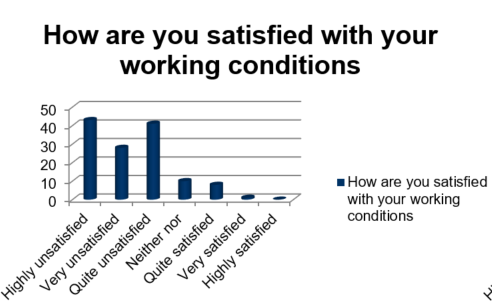 How are you satisfied with your
working conditions
50
40
30
20
10
0
Highly unsatisfied
Very unsatisfied
Quite unsatisfied
Neither nor
Quite satisfied
Very satisfied
Highly satisfied
How are you satisfied
with your working
conditions